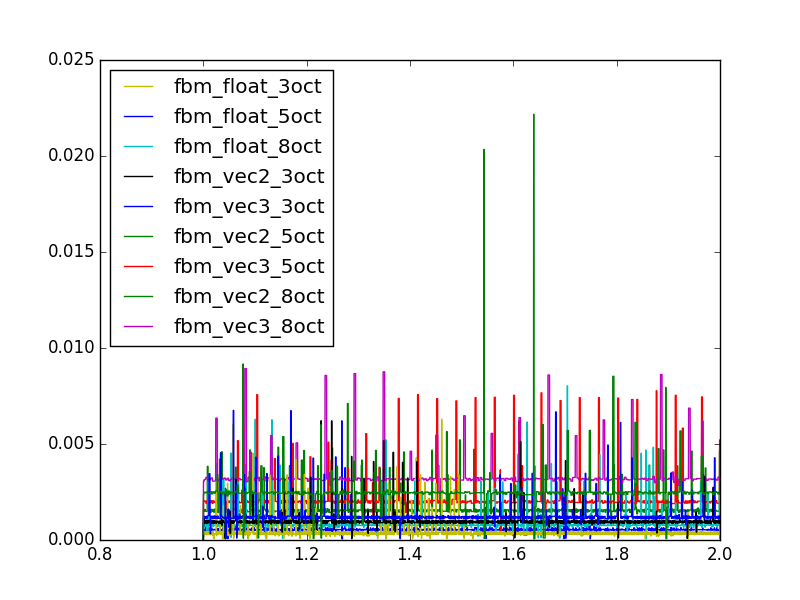 0.025
0.020
0.015
0.010
0.005
0.000
fbm_float_3oct
fbm_float_5oct
fbm_float_8oct
fbm_vec2_3oct
fbm_vec3_3oct
fbm_vec2_5oct
fbm_vec3_5oct
fbm_vec2_8oct
fbm_vec3_8oct
0.8 1.0 1.2 1.4 1.6 1.8 2.0